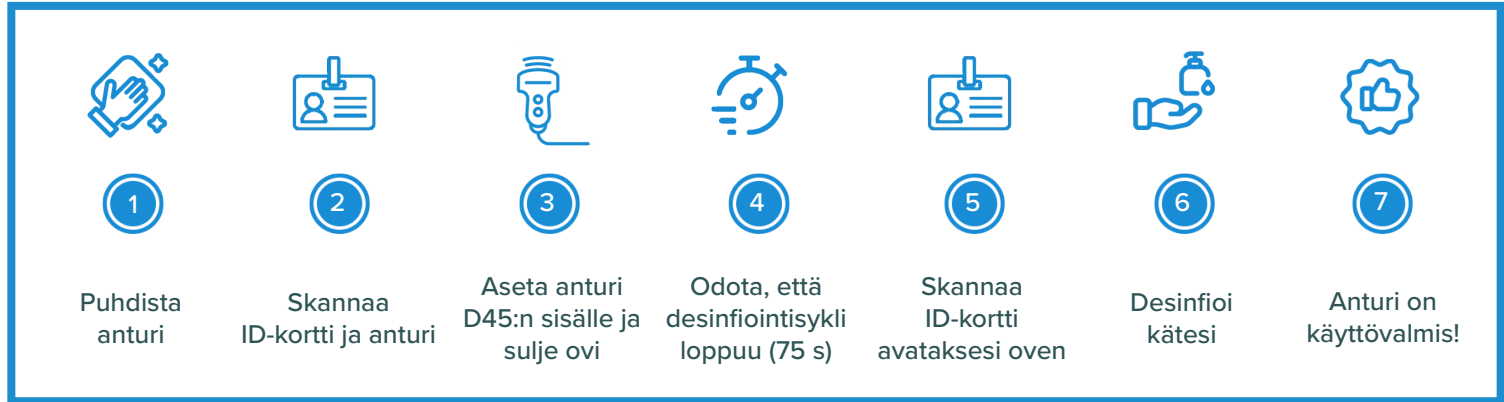 1
Puhdista
anturi
2
Skannaa
ID-kortti ja anturi
3
Aseta anturi
D45:n sisälle ja
sulje ovi
4
Odota, että
desinfiointisykli
loppuu (75 s)
5
Skannaa
ID-kortti
avataksesi oven
6
Desinfioi
kätesi
7
Anturi on
käyttövalmis!